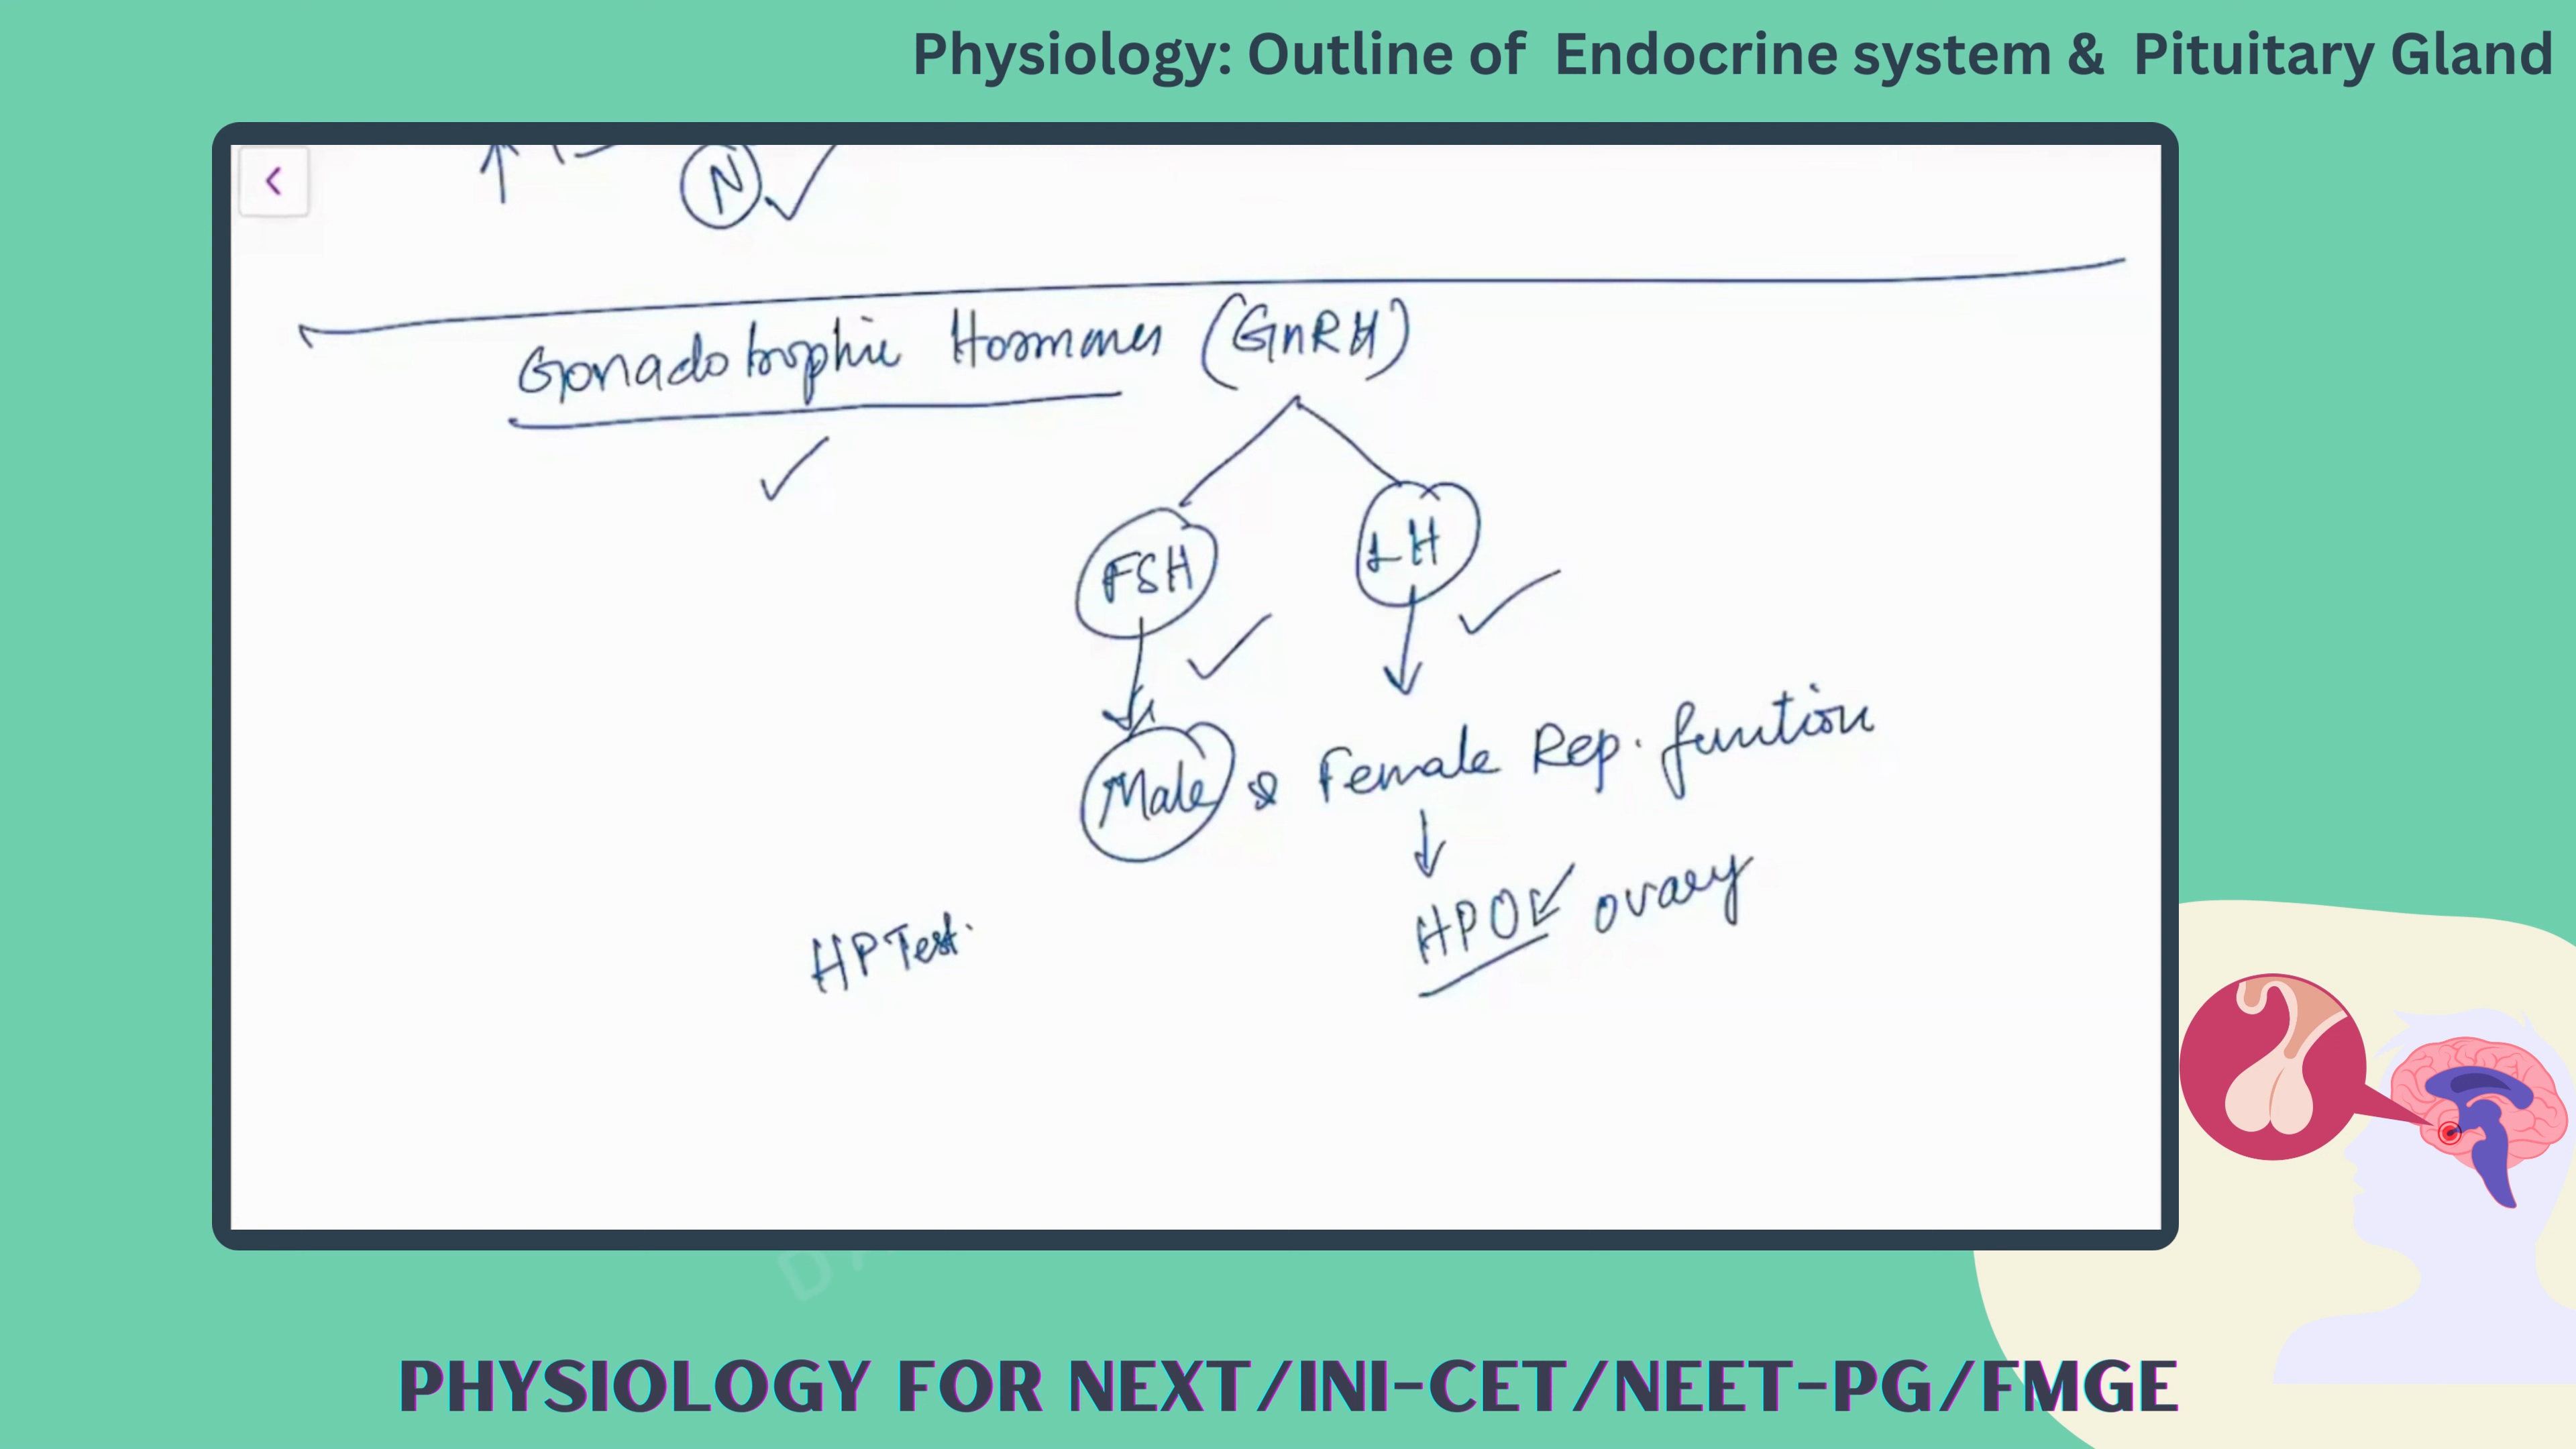 Physiology: Outline of Endocrine system & Pituitary Gland
N
Gonadotrophic Hormones (GnRH)
FSH LH
Male & Female Rep. function
HPO ovary
HPTest.
PHYSIOLOGY FOR NEXT/INI-CET/NEET-PG/FMGE